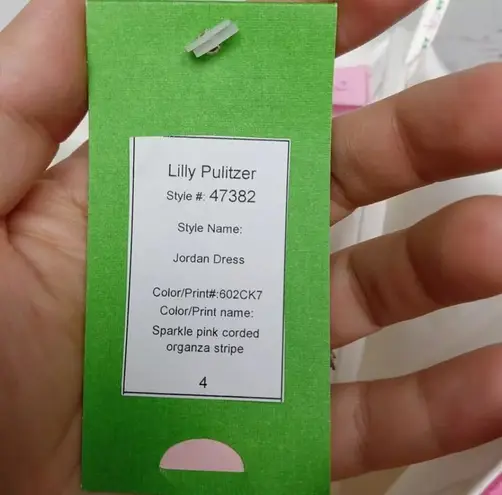 Lilly Pulitzer
Style #: 47382
Style Name:
Jordan Dress
Color/Print#:602CK7
Color/Print name:
Sparkle pink corded
organza stripe
4